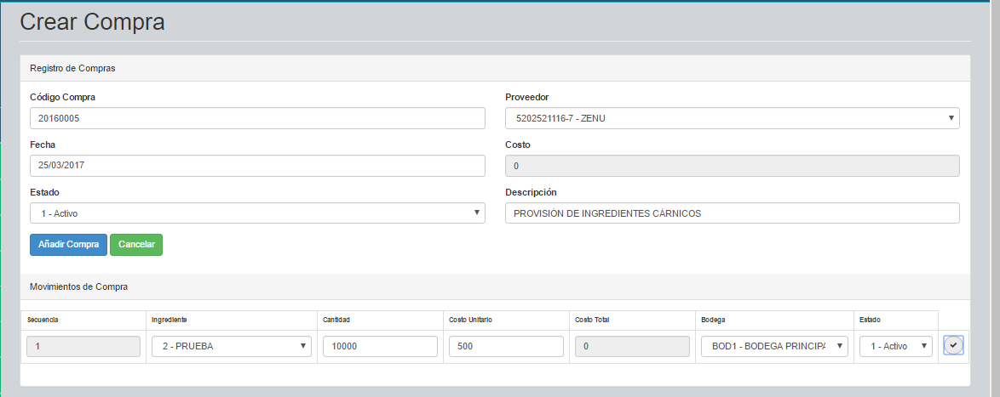 Crear Compra
Registro de Compras
Código Compra
Proveedor
20160005
5202521116-7 - ZENU
Fecha
Costo
25/03/2017
0
Estado
Descripción
1 - Activo
PROVISIÓN DE INGREDIENTES CÁRNICOS
Añadir Compra Cancelar
Movimientos de Compra
Secuencia Ingrediente Cantidad Costo Unitario Costo Total Bodega Estado
1 2 - PRUEBA 10000 500 0 BOD1 - BODEGA PRINCIPA 1 - Activo